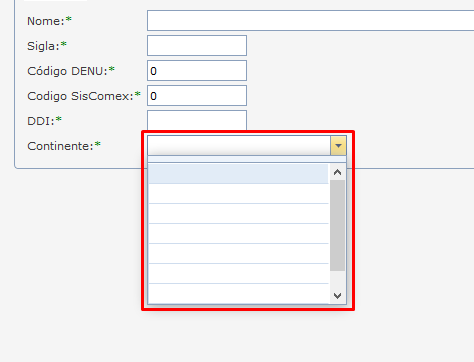 Nome:*
Sigla:*
Código DENU:* 0
Codigo SisComex:* 0
DDI:*
Continente:*